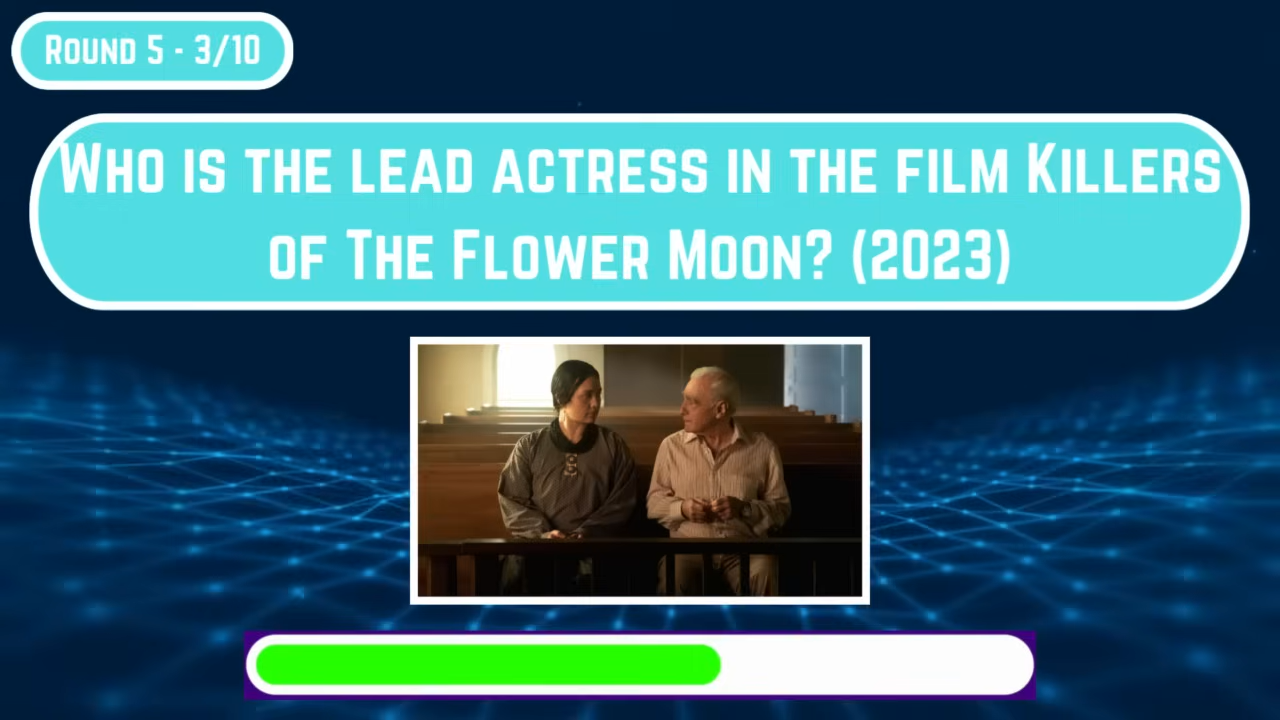 Round 5 - 3/10
Who is the lead actress in the film Killers
of The Flower Moon? (2023)